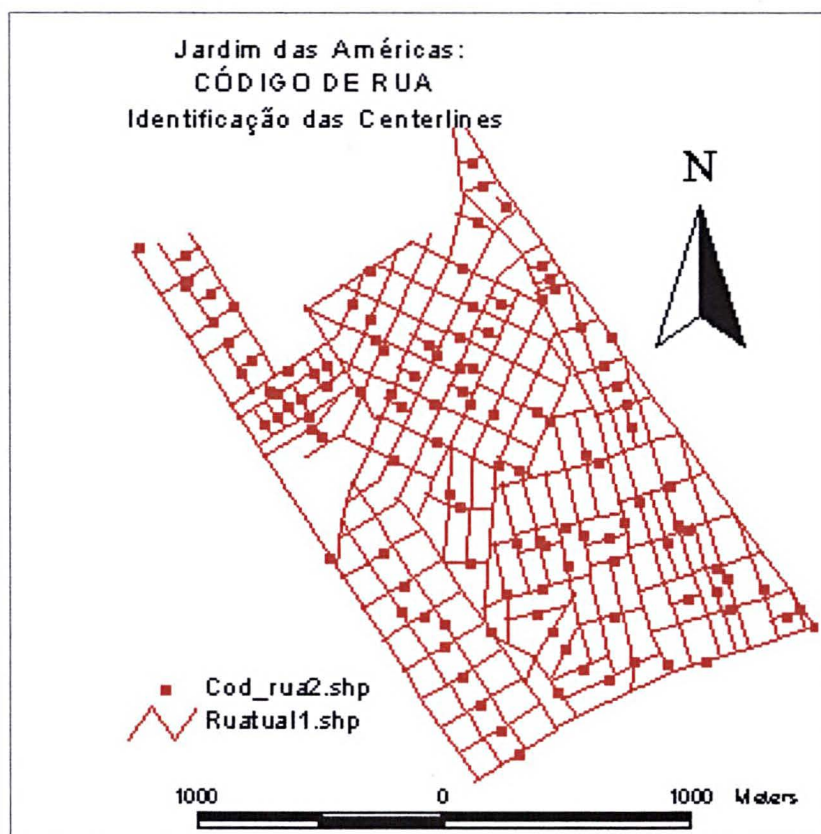 Jardim das Américas:
CÓDIGO DE RUA
Identificação das Centerlines
N
Cod_rua2.shp
Ruatual1.shp
1000 0 1000 Meters